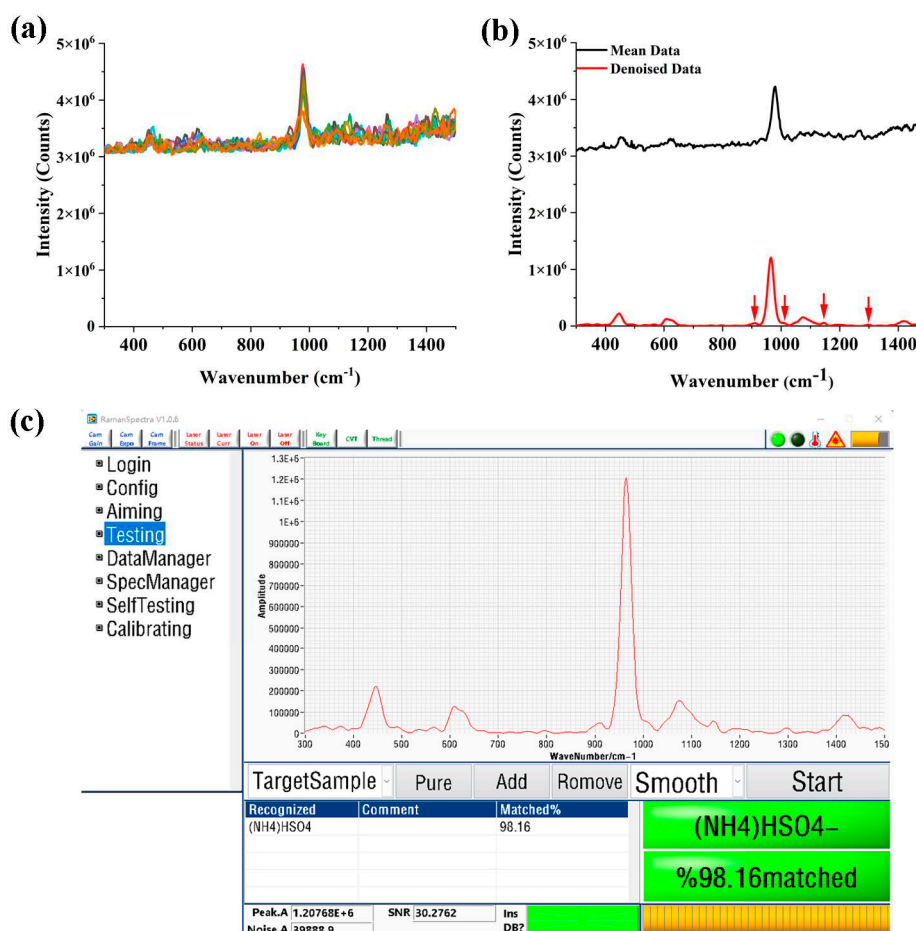 (a)
5×10⁶
4×10⁶
3×10⁶
2×10⁶
1×10⁶
0
Intensity (Counts)
300 600 800 1000 1200 1400
Wavenumber (cm⁻¹)
(b)
5×10⁶
4×10⁶
3×10⁶
2×10⁶
1×10⁶
0
Intensity (Counts)
Mean Data
Denoised Data
300 400 600 800 1000 1200 1400
Wavenumber (cm⁻¹)
(c)
RamanSpectra V1.0.6
Cam Gain
Cam Expo
Cam Frame
Laser Status
Laser Curr
Laser On
Laser Off
Key Board
CVT
Thread
Login
Config
Aiming
Testing
DataManager
SpecManager
SelfTesting
Calibrating
1.3E+6
1.2E+6
1.1E+6
1E+6
900000
800000
700000
600000
500000
400000
300000
200000
100000
0
Amplitude
300 400 500 600 700 800 900 1000 1100 1200 1300 1400 1500
WaveNumber/cm-1
TargetSample Pure Add Romove Smooth Start
Recognized Comment Matched%
(NH4)HSO4 98.16
(NH4)HSO4-
%98.16matched
Peak.A 1.20768E+6 SNR 30.2762 Ins
Noise.A 39888.9 DB?